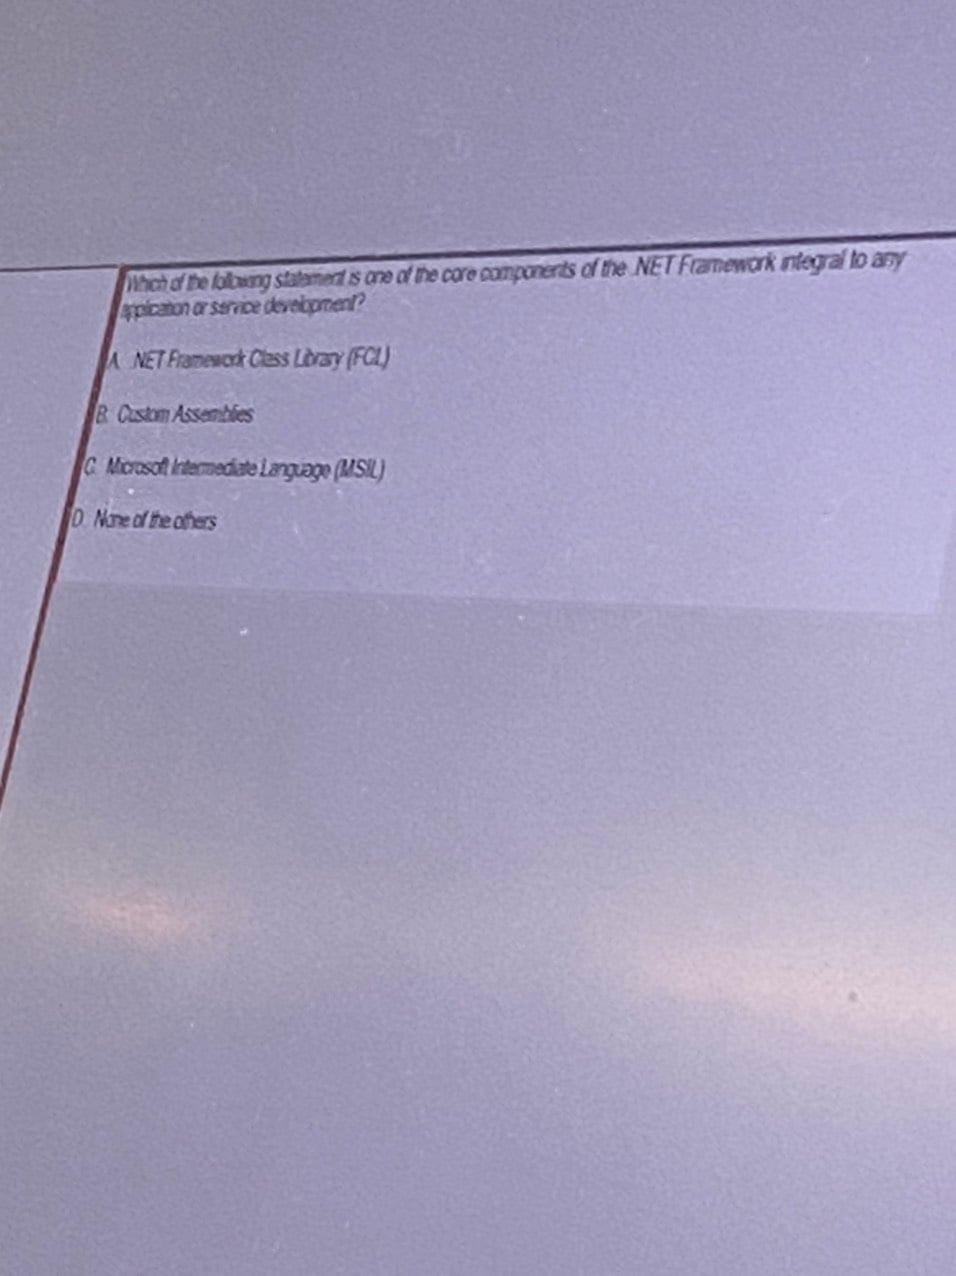 Which of the following statement is one of the core components of the .NET Framework integral to any
application or service development?
A. .NET Framework Class Library (FCL)
B. Custom Assemblies
C. Microsoft Intermediate Language (MSIL)
D. None of the others